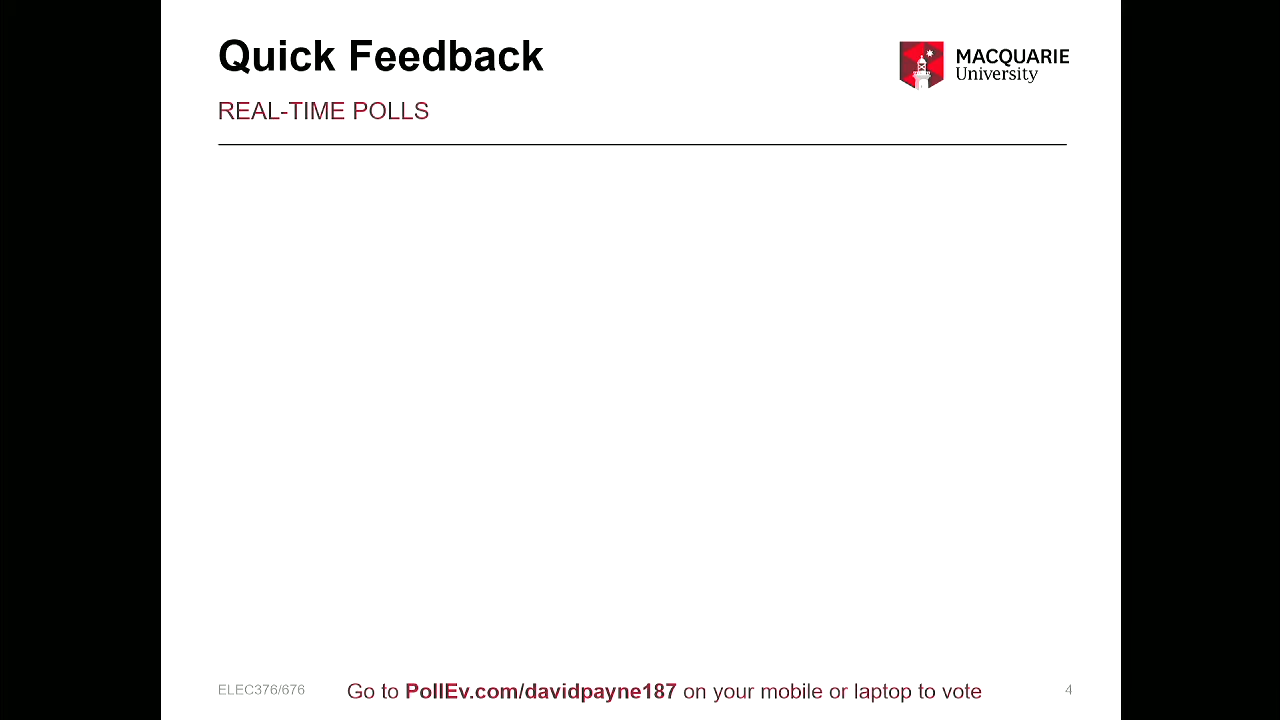 Quick Feedback
MACQUARIE
University
REAL-TIME POLLS
ELEC376/676
Go to PollEv.com/davidpayne187 on your mobile or laptop to vote
4